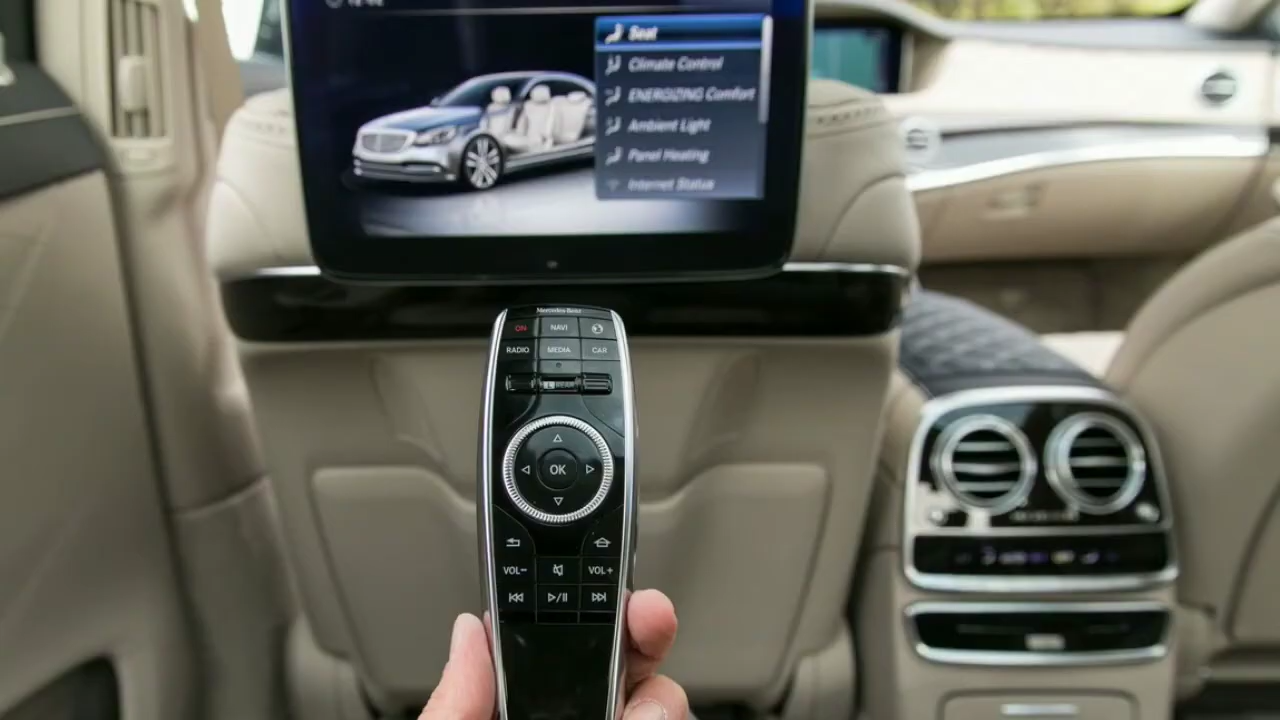 Seat
Climate Control
ENERGIZING Comfort
Ambient Light
Panel Heating
Internet Status
Mercedes-Benz
ON NAVI
RADIO MEDIA CAR
REAR
OK
VOL− VOL+